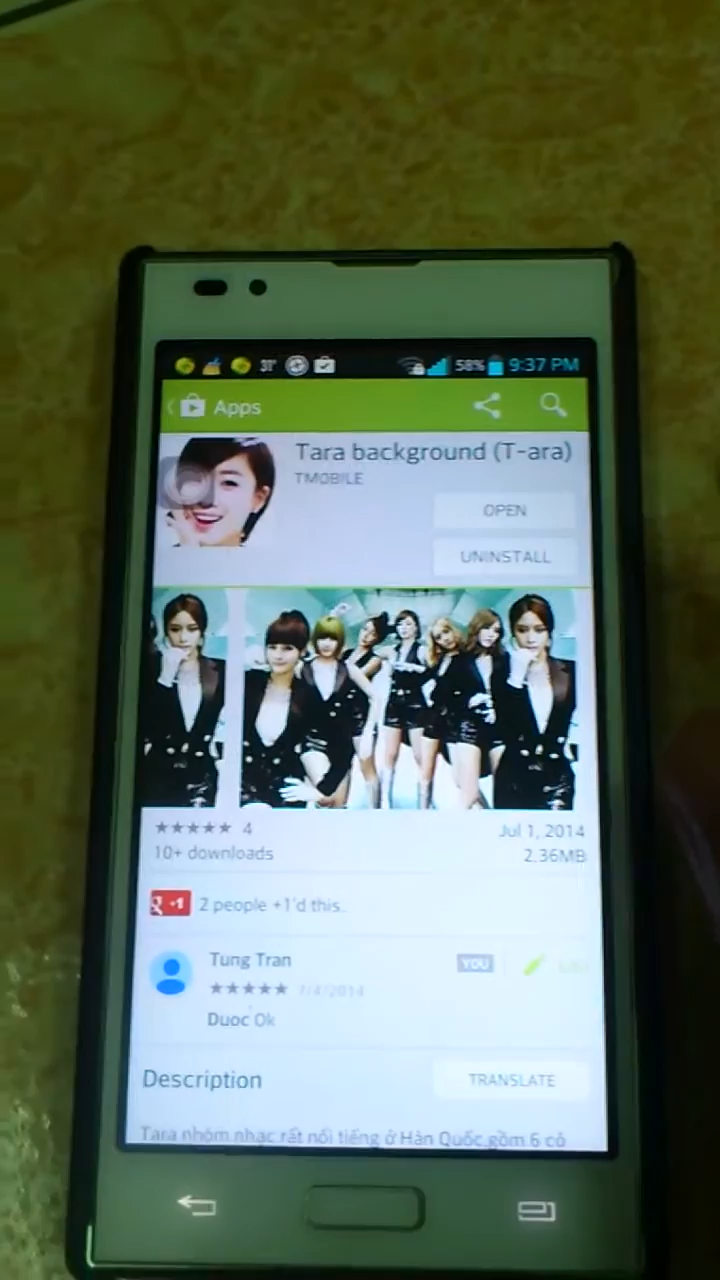 31°
58% 9:37 PM
Apps
Tara background (T-ara)
TMOBILE
OPEN
UNINSTALL
★★★★★ 4
Jul 1, 2014
10+ downloads
2.36MB
g +1 2 people +1'd this.
Tung Tran
YOU
★★★★★ 7/4/2014
Duoc Ok
Description
TRANSLATE
Tara nhóm nhạc rất nổi tiếng ở Hàn Quốc,gồm 6 cô